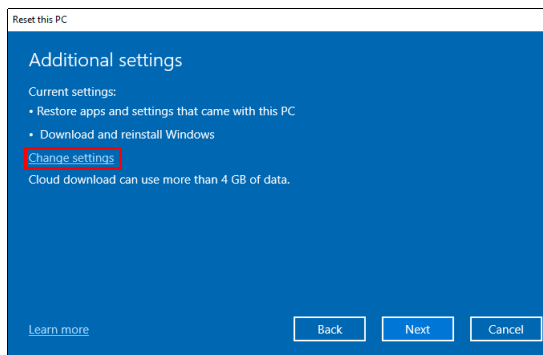 Reset this PC
Additional settings
Current settings:
• Restore apps and settings that came with this PC
• Download and reinstall Windows
Change settings
Cloud download can use more than 4 GB of data.
Learn more
Back
Next
Cancel